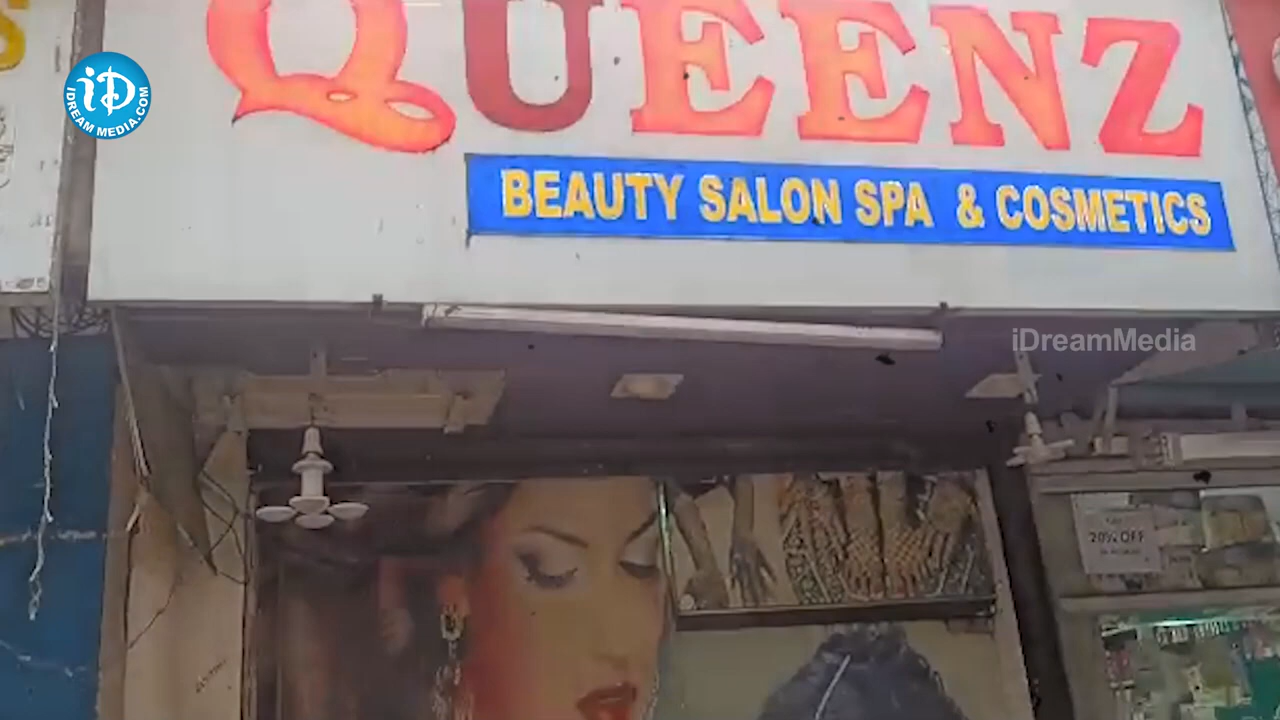 QUEENZ
BEAUTY SALON SPA & COSMETICS
iD
IDREAM MEDIA.COM
iDreamMedia
20% OFF